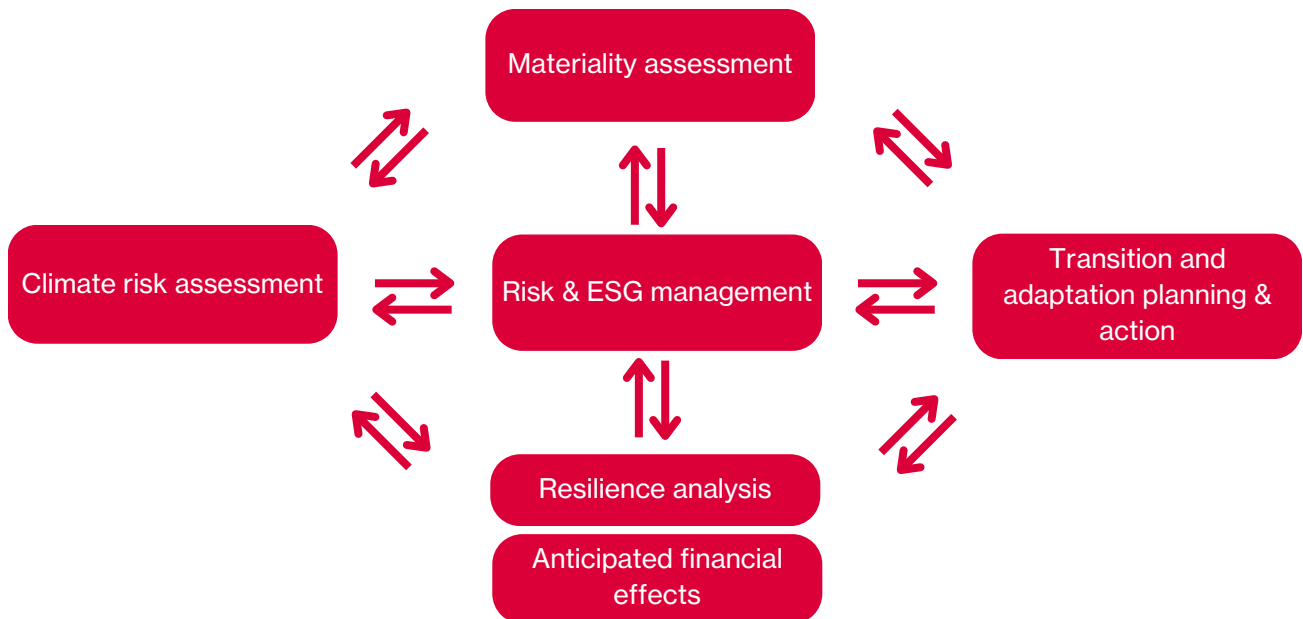 Materiality assessment
Climate risk assessment
Risk & ESG management
Transition and
adaptation planning &
action
Resilience analysis
Anticipated financial
effects